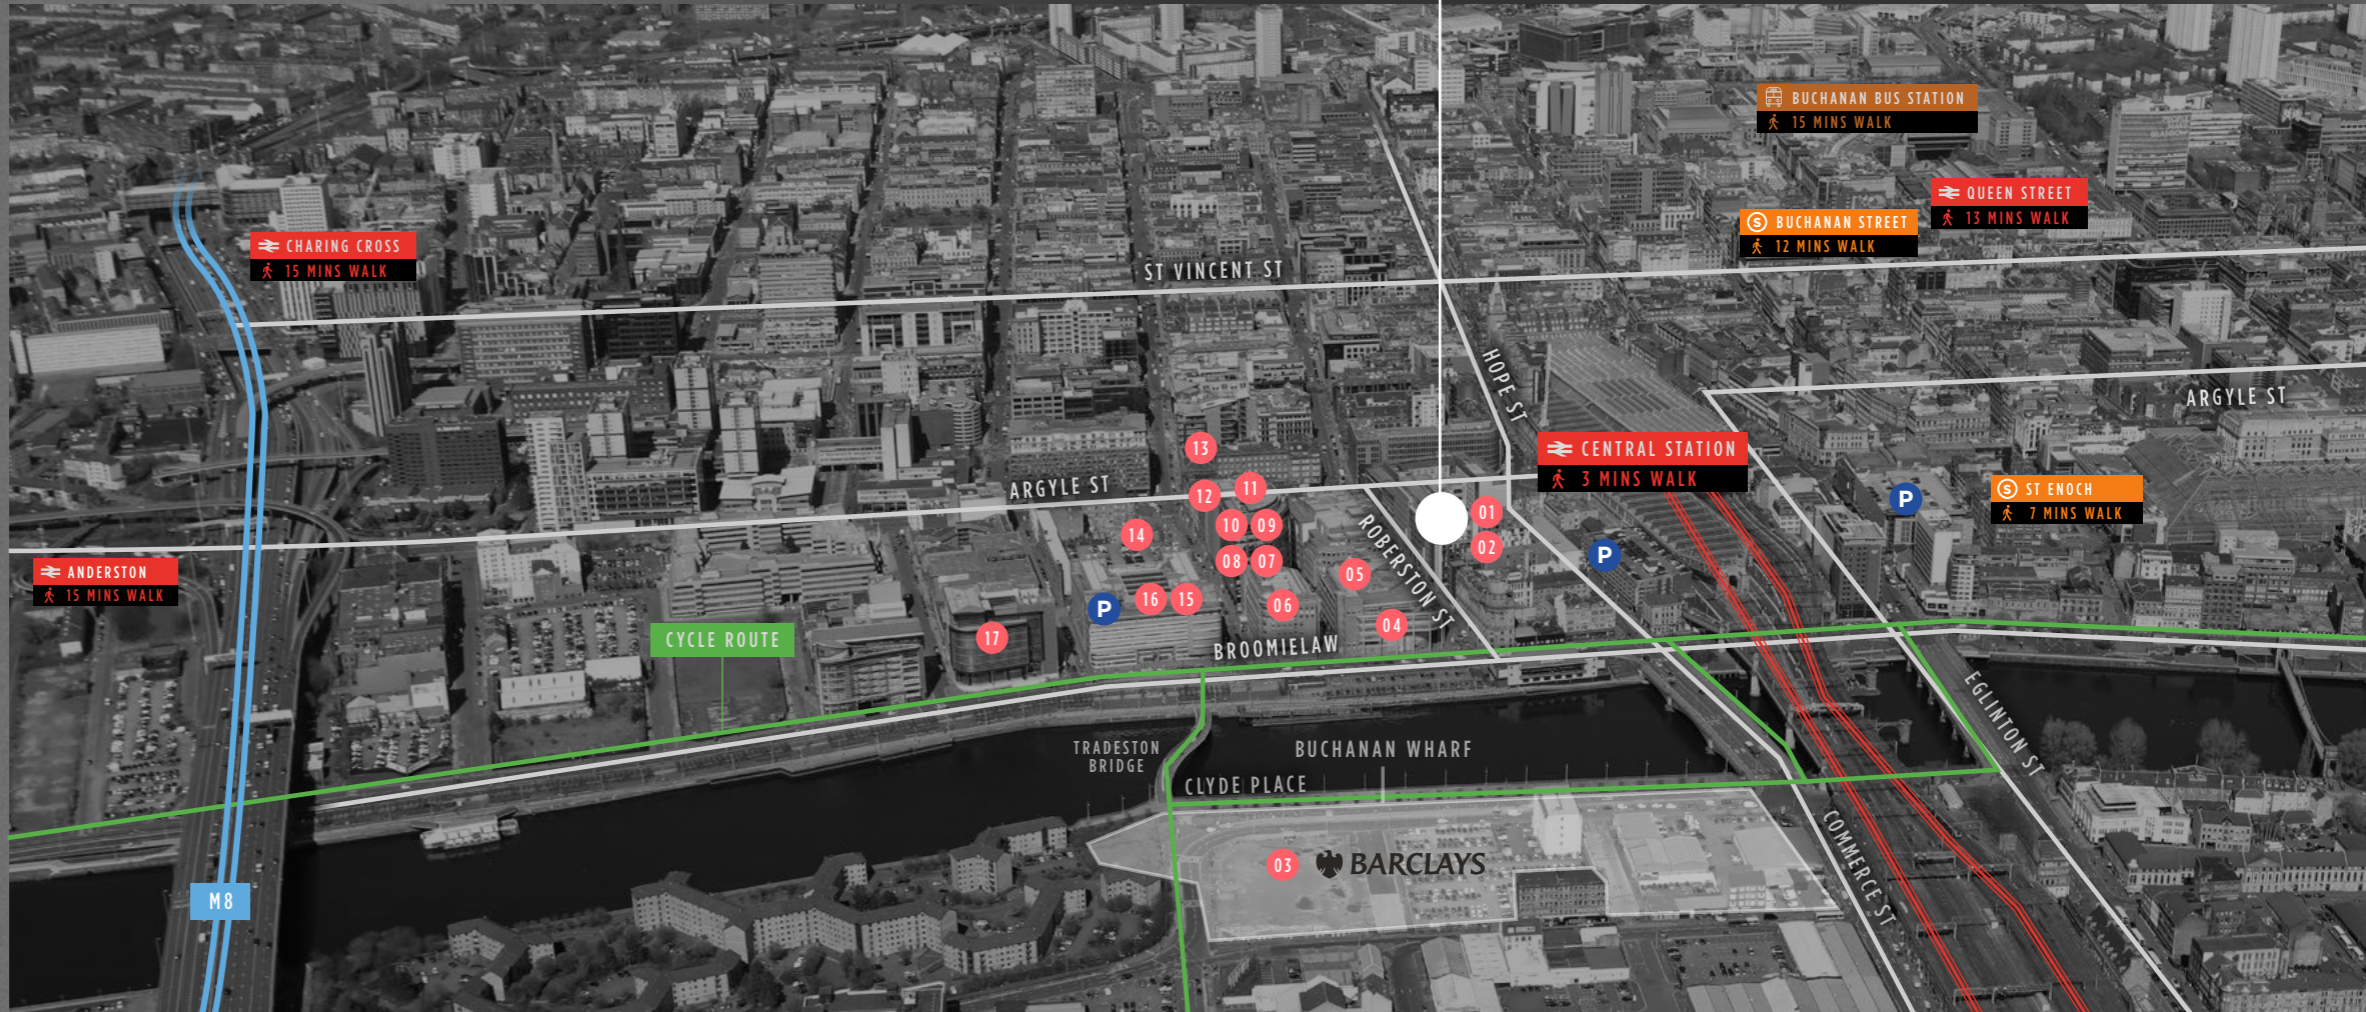 BUCHANAN BUS STATION
15 MINS WALK
QUEEN STREET
13 MINS WALK
S BUCHANAN STREET
12 MINS WALK
CHARING CROSS
15 MINS WALK
ST VINCENT ST
HOPE ST
ARGYLE ST
CENTRAL STATION
3 MINS WALK
13
ARGYLE ST
12
11
P
S ST ENOCH
7 MINS WALK
01
10
09
14
02
ROBERSTON ST
P
08
07
05
ANDERSTON
15 MINS WALK
P
16
15
06
04
17
CYCLE ROUTE
BROOMIELAW
EGLINTON ST
TRADESTON
BRIDGE
BUCHANAN WHARF
CLYDE PLACE
COMMERCE ST
03
BARCLAYS
M8